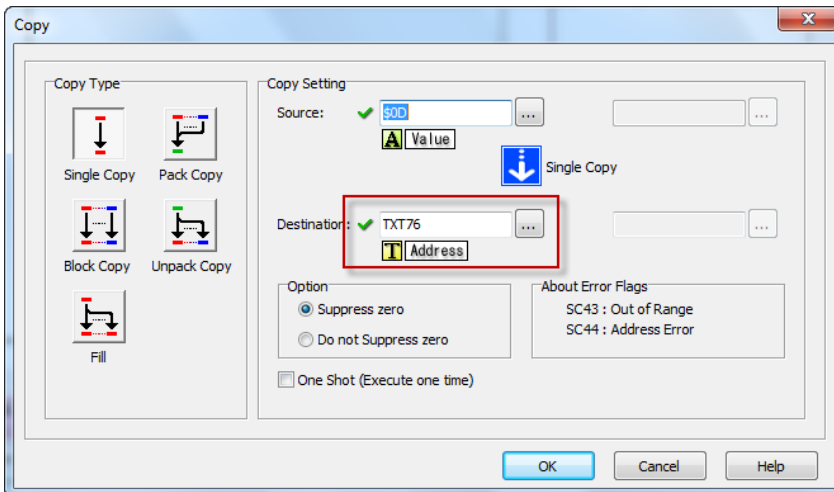 Copy
Copy Type
Single Copy
Pack Copy
Block Copy
Unpack Copy
Fill
Copy Setting
Source: $0D ...
...
A Value
Single Copy
Destination: TXT76 ...
...
T Address
Option
Suppress zero
Do not Suppress zero
About Error Flags
SC43 : Out of Range
SC44 : Address Error
One Shot (Execute one time)
OK
Cancel
Help